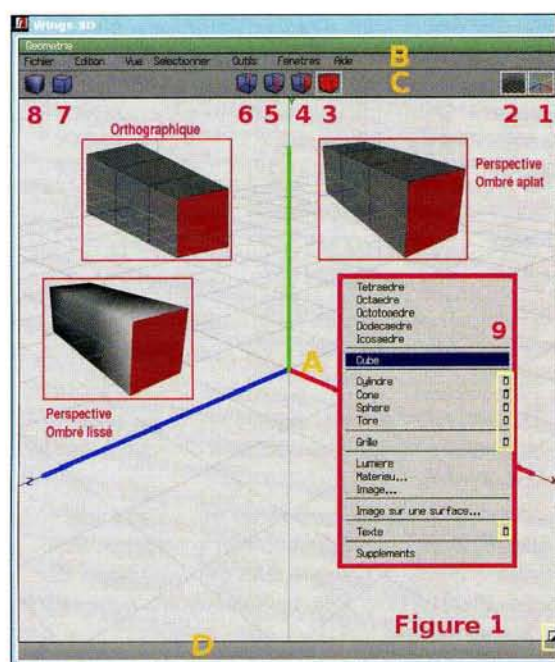 Wings 3D
Geometrie
Fichier Edition Vue Selectionner Outils Fenetres Aide
B
C
8 7 6 5 4 3 2 1
Y
Orthographique
Perspective
Ombré aplat
Perspective
Ombré lissé
A
Z
X
9
Tetraedre
Octaedre
Octotoaedre
Dodecaedre
Icosaedre
Cube
Cylindre
Cone
Sphere
Tore
Grille
Lumiere
Materiau...
Image...
Image sur une surface...
Texte
Supplements
Figure 1
D